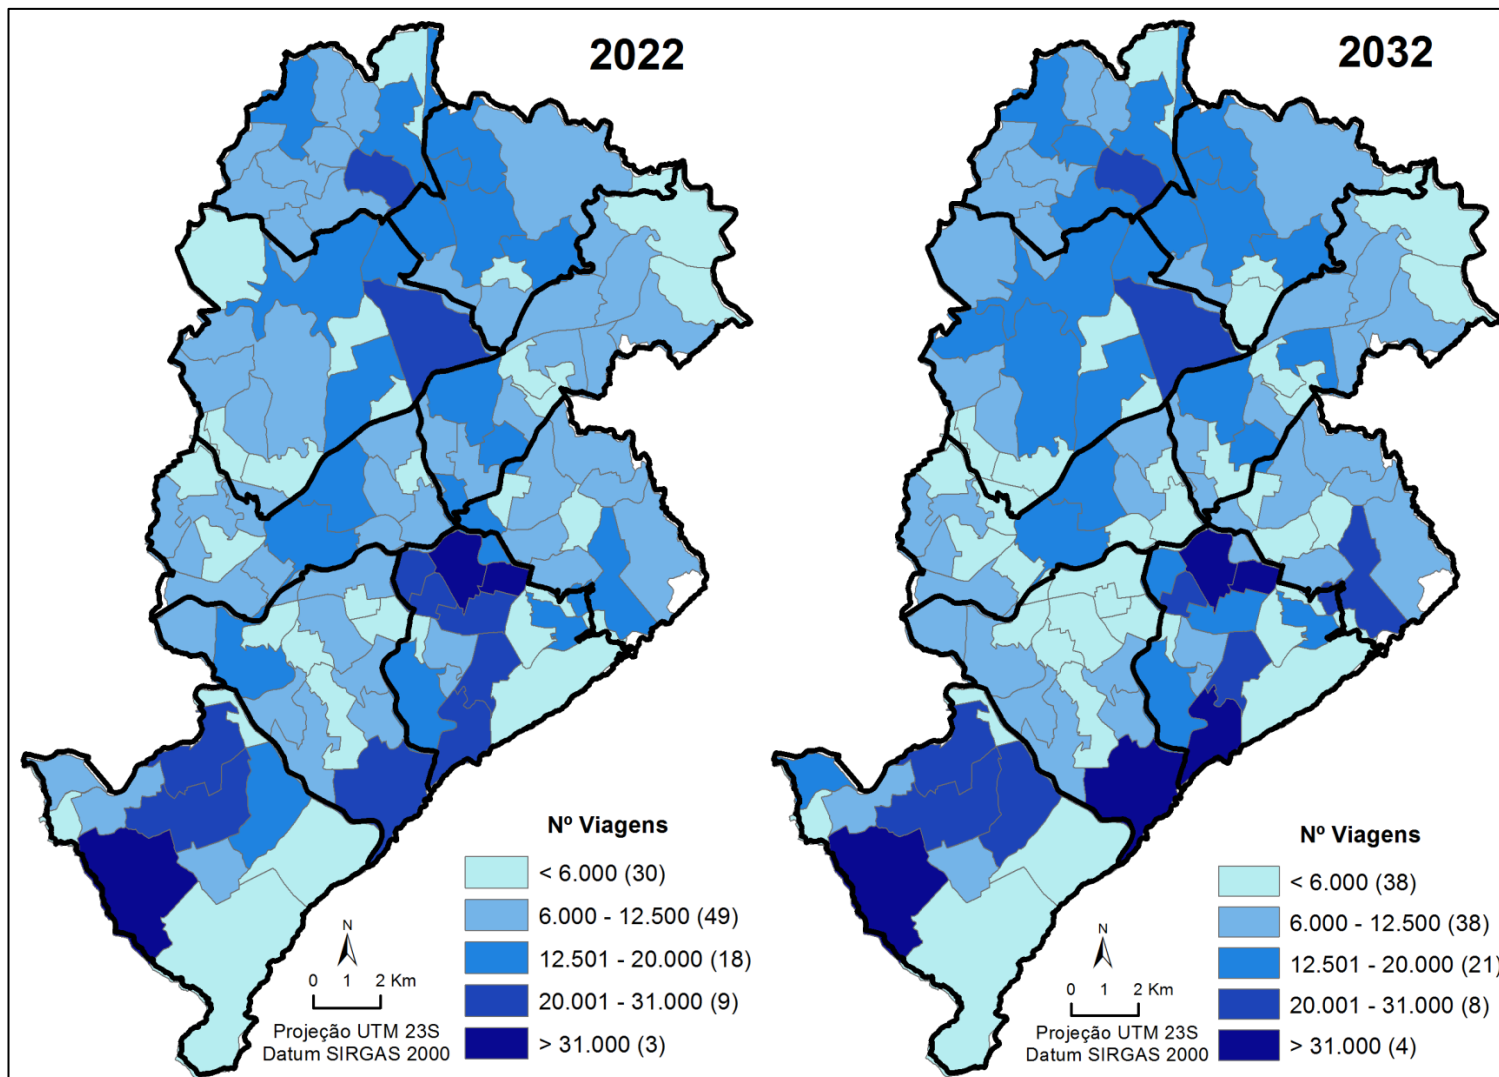 2022
Nº Viagens
< 6.000 (30)
6.000 - 12.500 (49)
12.501 - 20.000 (18)
20.001 - 31.000 (9)
> 31.000 (3)
N
0 1 2 Km
Projeção UTM 23S
Datum SIRGAS 2000
2032
Nº Viagens
< 6.000 (38)
6.000 - 12.500 (38)
12.501 - 20.000 (21)
20.001 - 31.000 (8)
> 31.000 (4)
N
0 1 2 Km
Projeção UTM 23S
Datum SIRGAS 2000